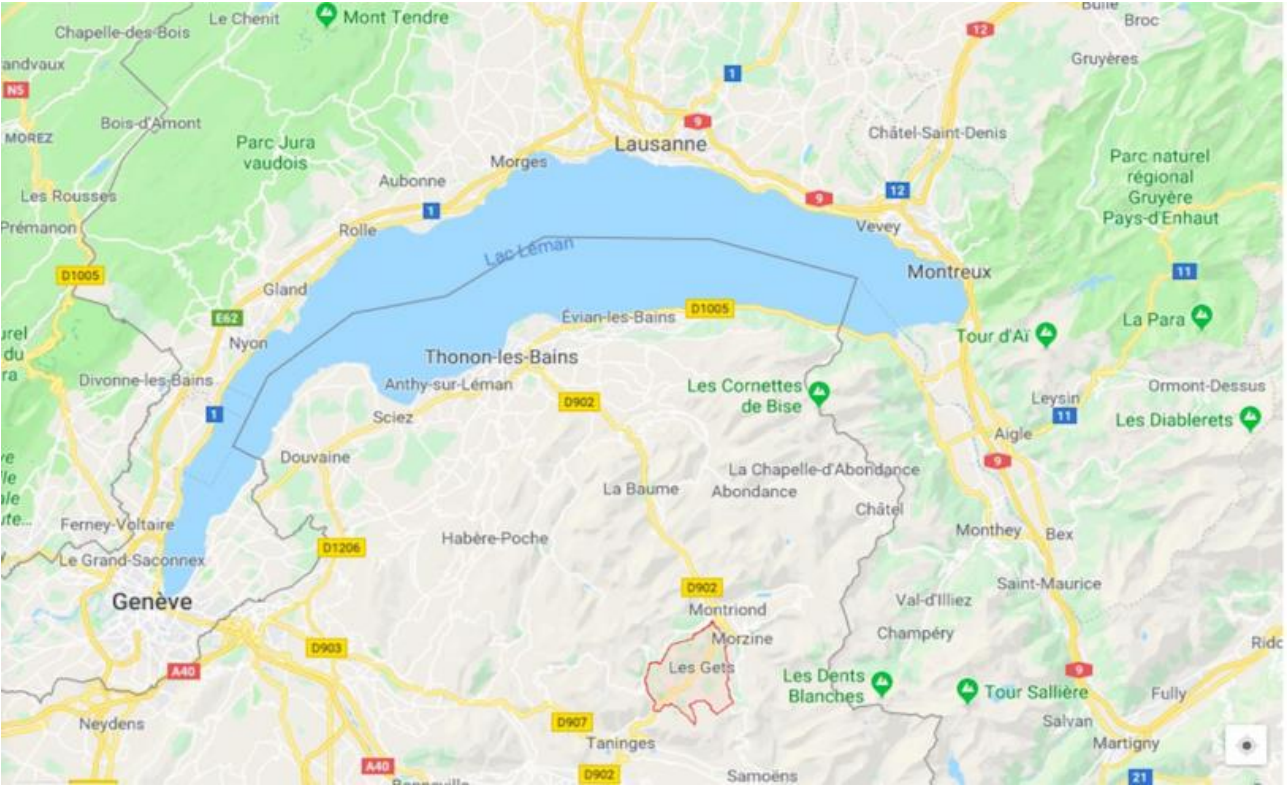 Bulle
Le Chenit
Mont Tendre
Broc
Chapelle-des-Bois
12
Gruyères
andvaux
1
N5
Bois-d'Amont
9
MOREZ
Châtel-Saint-Denis
Parc Jura
vaudois
Lausanne
Morges
Parc naturel
régional
Gruyère
Pays-d'Enhaut
Aubonne
12
Les Rousses
9
1
Prémanon
Rolle
Vevey
Lac Léman
D1005
Montreux
11
Gland
E62
Évian-les-Bains
D1005
La Para
urel
du
ra
Nyon
Tour d'Aï
Thonon-les-Bains
Divonne-les-Bains
Anthy-sur-Léman
Les Cornettes
de Bise
Ormont-Dessus
Leysin
D902
1
Sciez
11
Les Diablerets
Aigle
Douvaine
9
La Chapelle-d'Abondance
La Baume
Abondance
Châtel
Ferney-Voltaire
Monthey
Bex
Habère-Poche
D1206
Le Grand-Saconnex
Saint-Maurice
D902
Genève
Val-d'Illiez
Montriond
Champéry
Morzine
D903
Ridd
A40
Les Gets
9
Les Dents
Blanches
Tour Sallière
Fully
Neydens
D907
Salvan
Taninges
Martigny
A40
D902
Samoëns
21
Bonneville